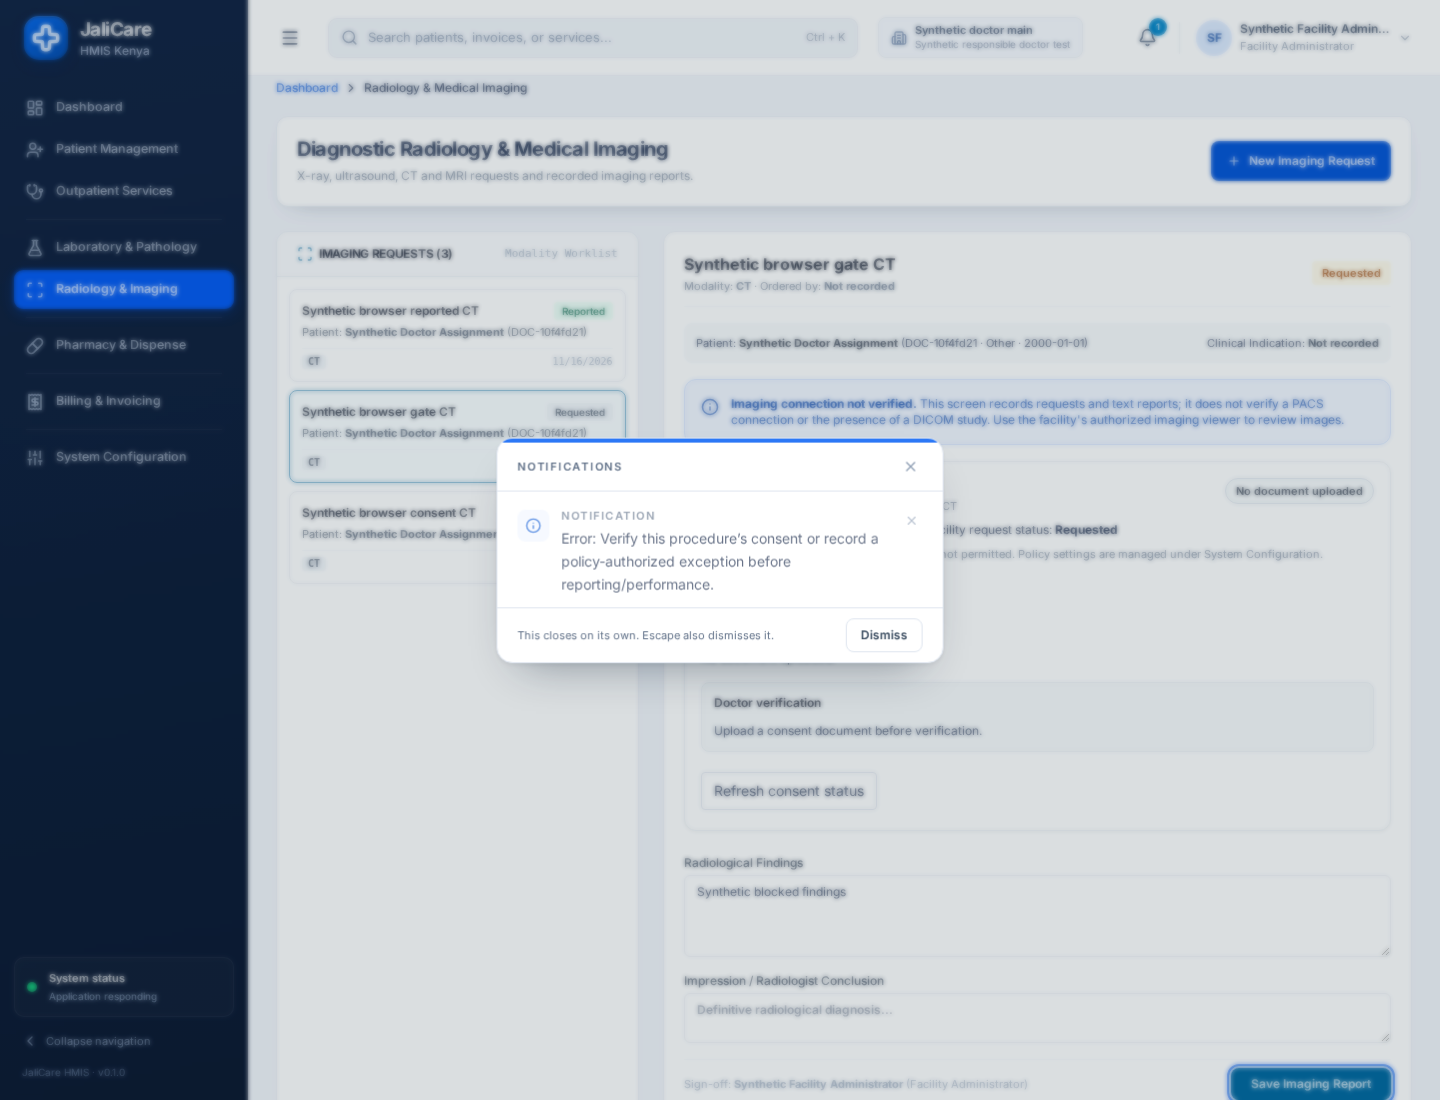 JaliCare
HMIS Kenya
Dashboard
Patient Management
Outpatient Services
Laboratory & Pathology
Radiology & Imaging
Pharmacy & Dispense
Billing & Invoicing
System Configuration
System status
Application responding
Collapse navigation
JaliCare HMIS · v0.1.0
Search patients, invoices, or services...
Ctrl + K
Synthetic doctor main
Synthetic responsible doctor test
1
SF
Synthetic Facility Admin...
Facility Administrator
Dashboard > Radiology & Medical Imaging
Diagnostic Radiology & Medical Imaging
X-ray, ultrasound, CT and MRI requests and recorded imaging reports.
+ New Imaging Request
IMAGING REQUESTS (3)
Modality Worklist
Synthetic browser reported CT
Reported
Patient: Synthetic Doctor Assignment (DOC-10f4fd21)
CT
11/16/2026
Synthetic browser gate CT
Requested
Patient: Synthetic Doctor Assignment (DOC-10f4fd21)
CT
Synthetic browser consent CT
Patient: Synthetic Doctor Assignmen
CT
Synthetic browser gate CT
Requested
Modality: CT · Ordered by: Not recorded
Patient: Synthetic Doctor Assignment (DOC-10f4fd21 · Other · 2000-01-01)
Clinical Indication: Not recorded
Imaging connection not verified. This screen records requests and text reports; it does not verify a PACS
connection or the presence of a DICOM study. Use the facility's authorized imaging viewer to review images.
No document uploaded
CT
cility request status: Requested
not permitted. Policy settings are managed under System Configuration.
NOTIFICATIONS
NOTIFICATION
Error: Verify this procedure's consent or record a
policy-authorized exception before
reporting/performance.
This closes on its own. Escape also dismisses it.
Dismiss
Doctor verification
Upload a consent document before verification.
Refresh consent status
Radiological Findings
Synthetic blocked findings
Impression / Radiologist Conclusion
Definitive radiological diagnosis...
Sign-off: Synthetic Facility Administrator (Facility Administrator)
Save Imaging Report